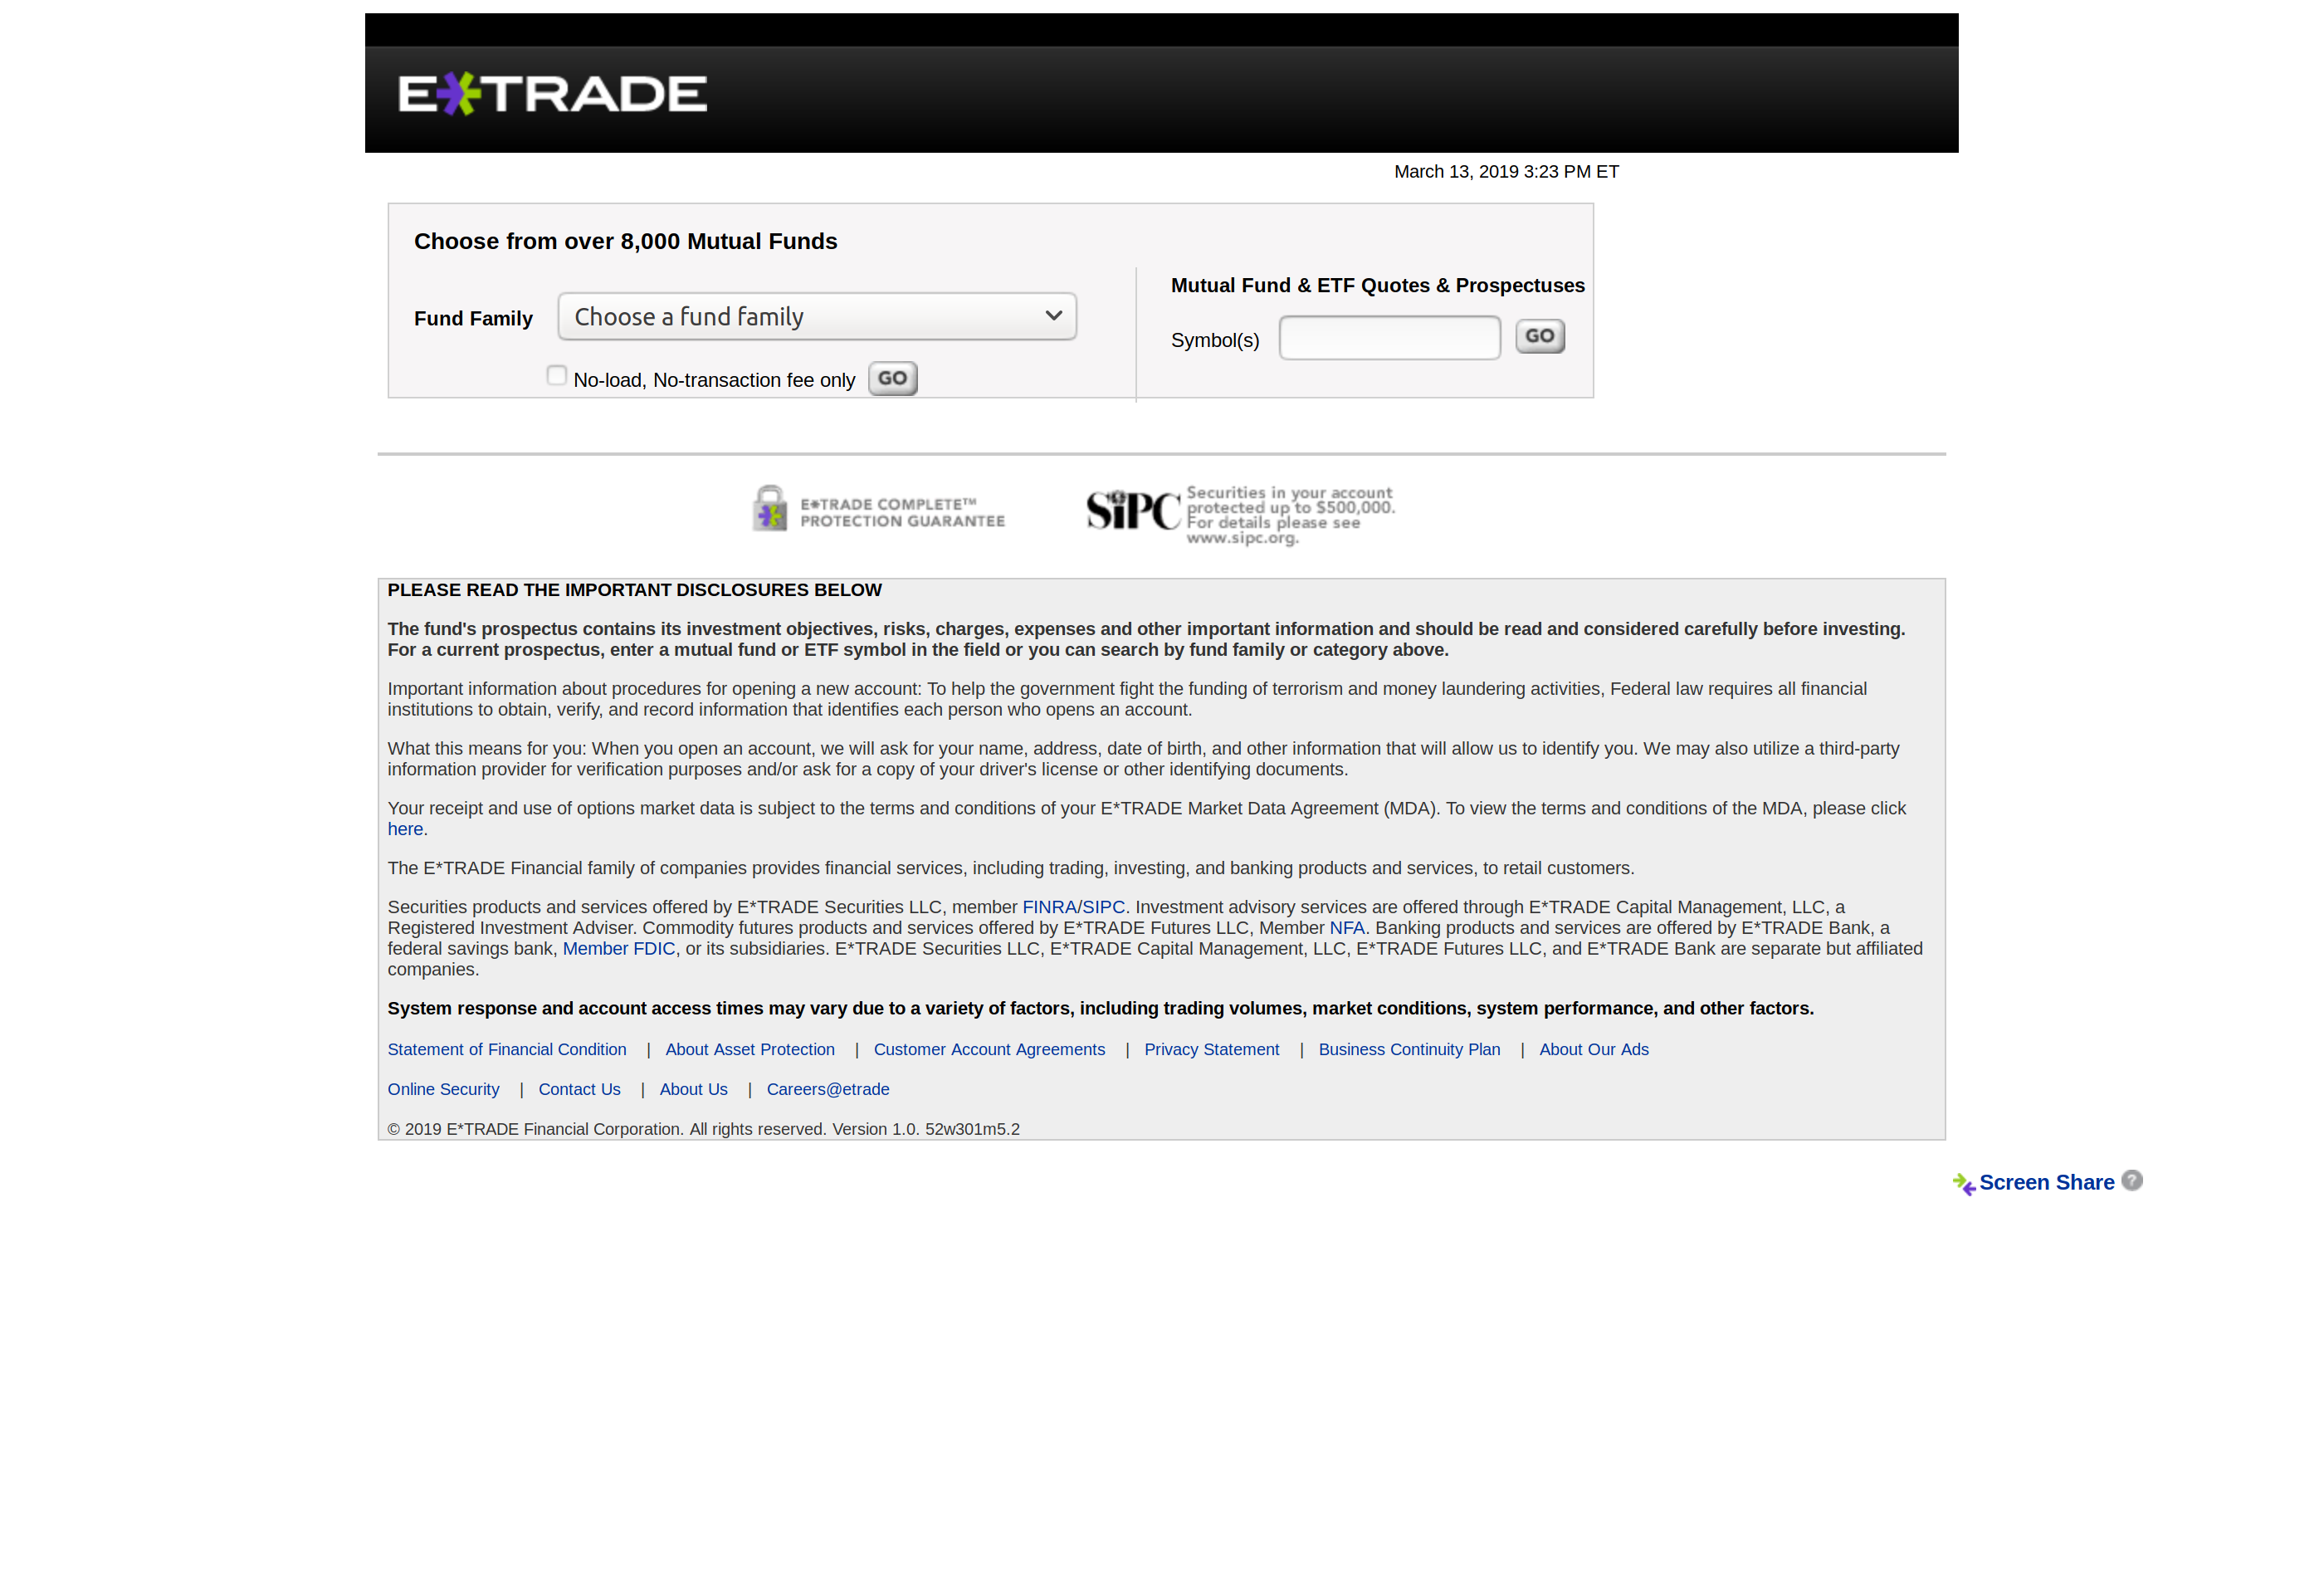 E*TRADE
March 13, 2019 3:23 PM ET
Choose from over 8,000 Mutual Funds
Fund Family Choose a fund family
No-load, No-transaction fee only GO
Mutual Fund & ETF Quotes & Prospectuses
Symbol(s) GO
E*TRADE COMPLETE™
PROTECTION GUARANTEE
SiPC
Securities in your account
protected up to $500,000.
For details please see
www.sipc.org.
PLEASE READ THE IMPORTANT DISCLOSURES BELOW
The fund's prospectus contains its investment objectives, risks, charges, expenses and other important information and should be read and considered carefully before investing.
For a current prospectus, enter a mutual fund or ETF symbol in the field or you can search by fund family or category above.
Important information about procedures for opening a new account: To help the government fight the funding of terrorism and money laundering activities, Federal law requires all financial
institutions to obtain, verify, and record information that identifies each person who opens an account.
What this means for you: When you open an account, we will ask for your name, address, date of birth, and other information that will allow us to identify you. We may also utilize a third-party
information provider for verification purposes and/or ask for a copy of your driver's license or other identifying documents.
Your receipt and use of options market data is subject to the terms and conditions of your E*TRADE Market Data Agreement (MDA). To view the terms and conditions of the MDA, please click
here.
The E*TRADE Financial family of companies provides financial services, including trading, investing, and banking products and services, to retail customers.
Securities products and services offered by E*TRADE Securities LLC, member FINRA/SIPC. Investment advisory services are offered through E*TRADE Capital Management, LLC, a
Registered Investment Adviser. Commodity futures products and services offered by E*TRADE Futures LLC, Member NFA. Banking products and services are offered by E*TRADE Bank, a
federal savings bank, Member FDIC, or its subsidiaries. E*TRADE Securities LLC, E*TRADE Capital Management, LLC, E*TRADE Futures LLC, and E*TRADE Bank are separate but affiliated
companies.
System response and account access times may vary due to a variety of factors, including trading volumes, market conditions, system performance, and other factors.
Statement of Financial Condition | About Asset Protection | Customer Account Agreements | Privacy Statement | Business Continuity Plan | About Our Ads
Online Security | Contact Us | About Us | Careers@etrade
© 2019 E*TRADE Financial Corporation. All rights reserved. Version 1.0. 52w301m5.2
Screen Share ?